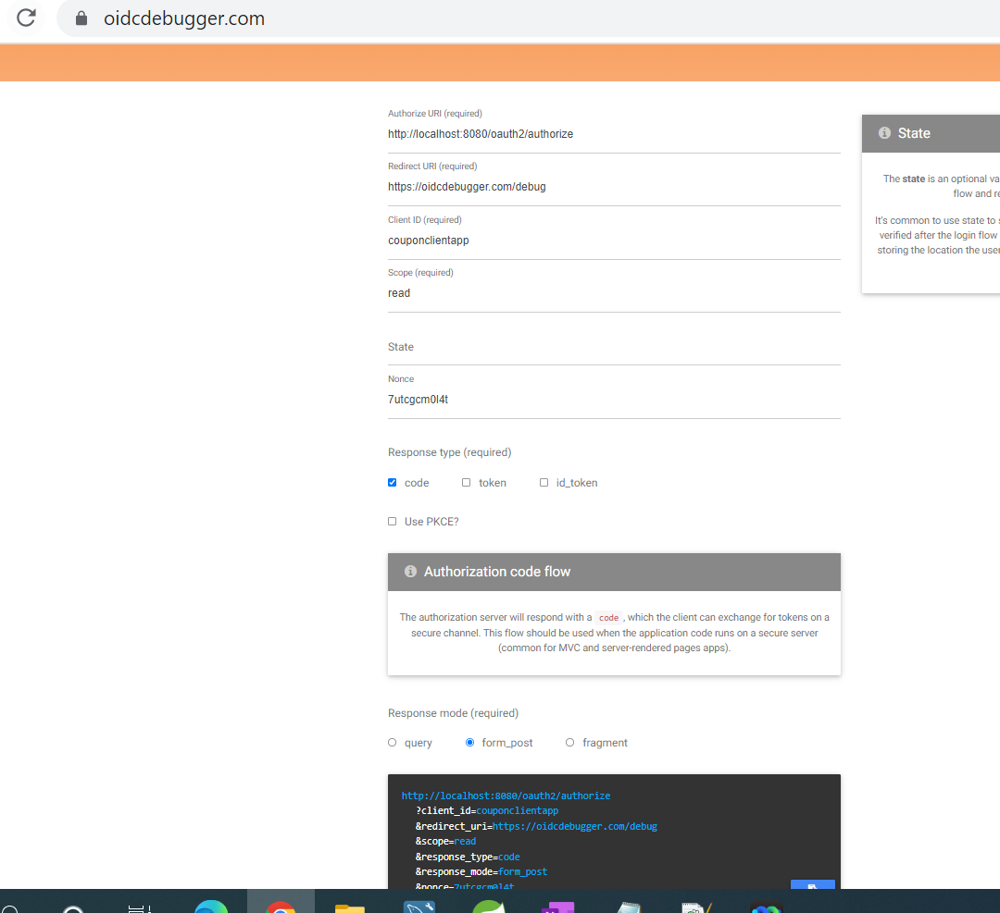 oidcdebugger.com
Authorize URI (required)
http://localhost:8080/oauth2/authorize
Redirect URI (required)
https://oidcdebugger.com/debug
Client ID (required)
couponclientapp
Scope (required)
read
State
Nonce
7utcgcm0l4t
Response type (required)
code token id_token
Use PKCE?
Authorization code flow
The authorization server will respond with a code , which the client can exchange for tokens on a
secure channel. This flow should be used when the application code runs on a secure server
(common for MVC and server-rendered pages apps).
Response mode (required)
query form_post fragment
http://localhost:8080/oauth2/authorize
?client_id=couponclientapp
&redirect_uri=https://oidcdebugger.com/debug
&scope=read
&response_type=code
&response_mode=form_post
&nonce=7utcgcm0l4t
State
The state is an optional va
flow and re
It's common to use state to s
verified after the login flow
storing the location the user